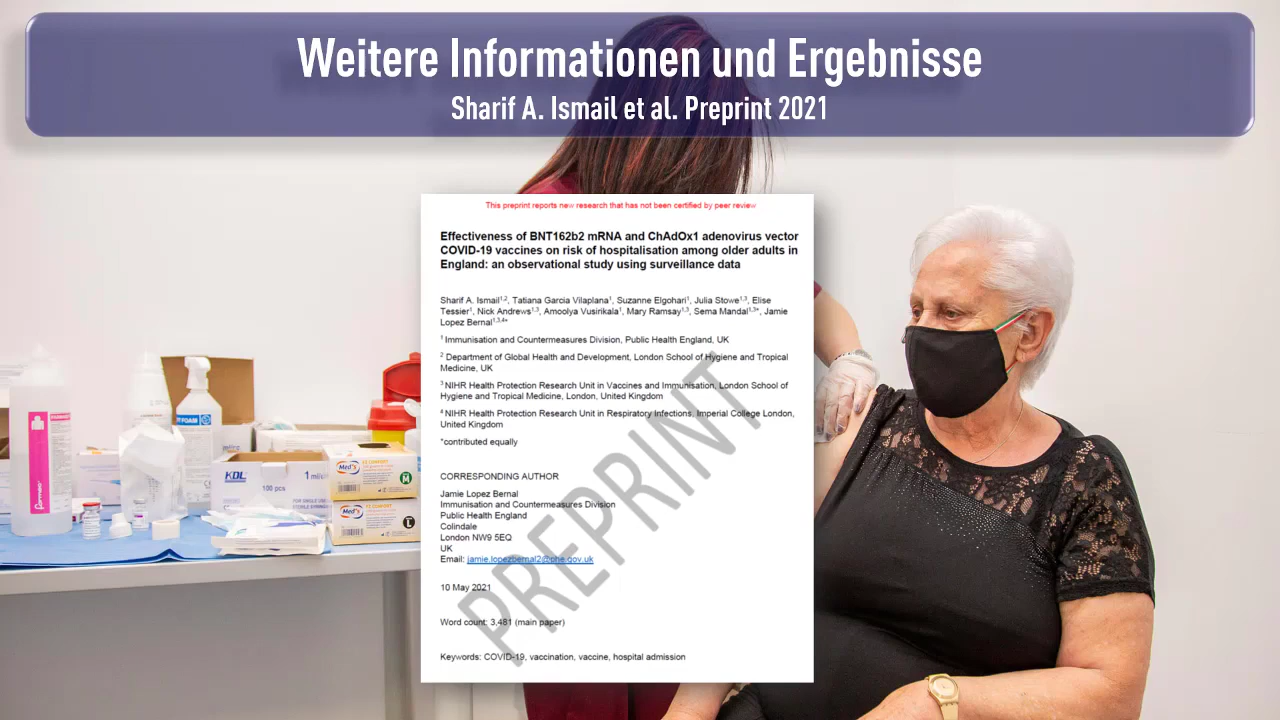 Weitere Informationen und Ergebnisse
Sharif A. Ismail et al. Preprint 2021
This preprint reports new research that has not been certified by peer review
Effectiveness of BNT162b2 mRNA and ChAdOx1 adenovirus vector
COVID-19 vaccines on risk of hospitalisation among older adults in
England: an observational study using surveillance data
Sharif A. Ismail1,2, Tatiana Garcia Vilaplana1, Suzanne Elgohari1, Julia Stowe1,3, Elise
Tessier1, Nick Andrews1,3, Amoolya Vusirikala1, Mary Ramsay1,3, Sema Mandal1,3*, Jamie
Lopez Bernal1,3,4*
1 Immunisation and Countermeasures Division, Public Health England, UK
2 Department of Global Health and Development, London School of Hygiene and Tropical
Medicine, UK
3 NIHR Health Protection Research Unit in Vaccines and Immunisation, London School of
Hygiene and Tropical Medicine, London, United Kingdom
4 NIHR Health Protection Research Unit in Respiratory Infections, Imperial College London,
United Kingdom
*contributed equally
CORRESPONDING AUTHOR
Jamie Lopez Bernal
Immunisation and Countermeasures Division
Public Health England
Colindale
London NW9 5EQ
UK
Email: jamie.lopezbernal2@phe.gov.uk
10 May 2021
Word count: 3,481 (main paper)
Keywords: COVID-19, vaccination, vaccine, hospital admission
PREPRINT
FOAM
KDL
100 pcs
1 ml
Med's
M
Med's
L